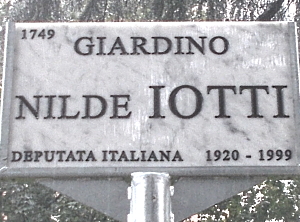 1749
GIARDINO
NILDE IOTTI
DEPUTATA ITALIANA 1920 - 1999